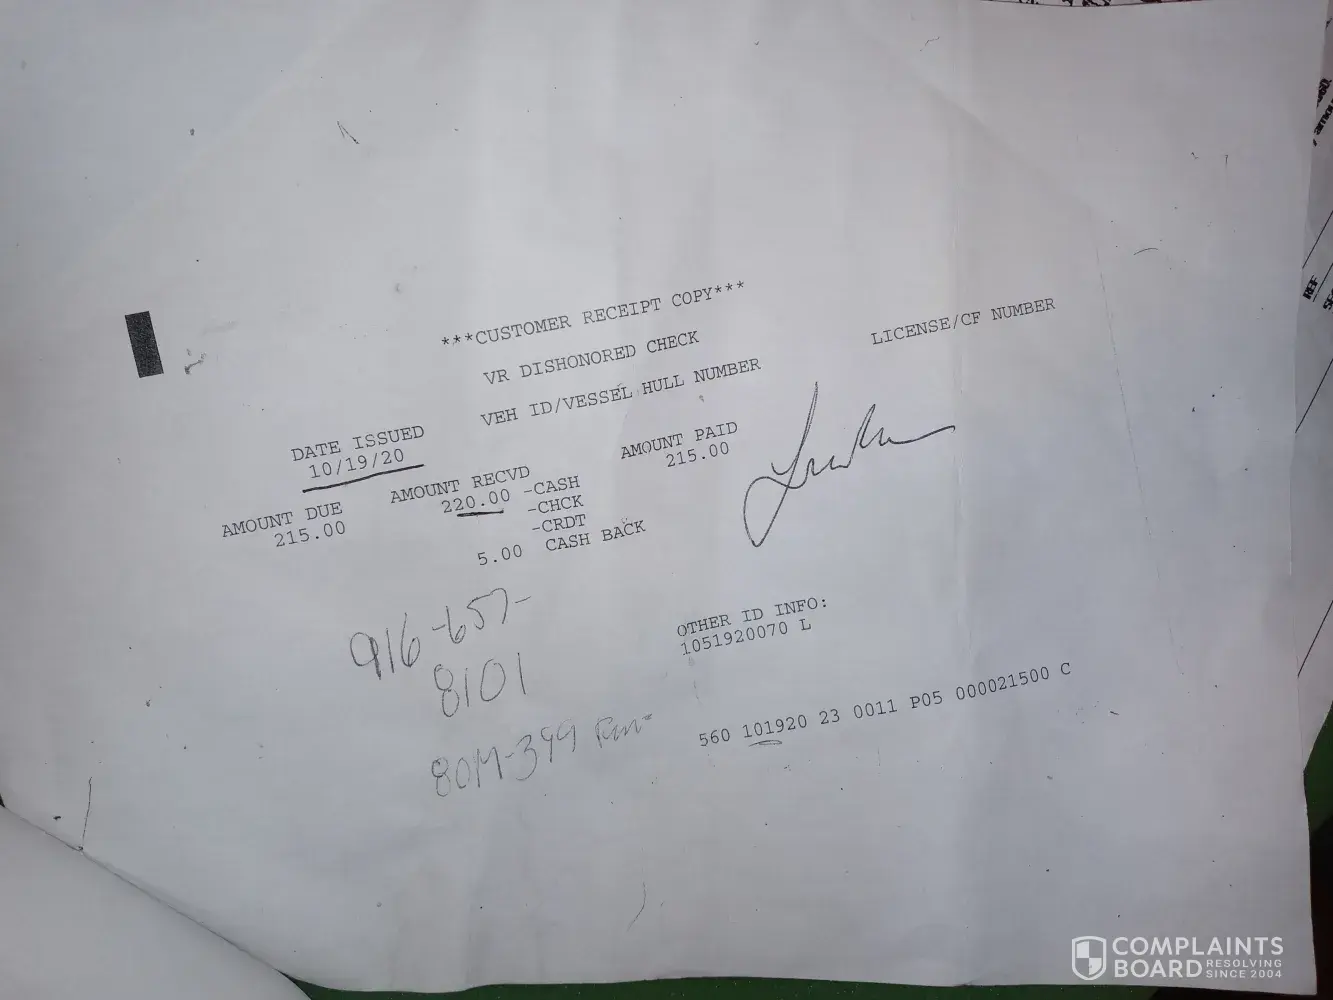 ***CUSTOMER RECEIPT COPY***
VR DISHONORED CHECK
VEH ID/VESSEL HULL NUMBER
LICENSE/CF NUMBER
DATE ISSUED
10/19/20
AMOUNT DUE
215.00
AMOUNT RECVD
220.00 -CASH
-CHCK
-CRDT
5.00 CASH BACK
AMOUNT PAID
215.00
916-657-
8101
OTHER ID INFO:
1051920070 L
560 101920 23 0011 P05 000021500 C
REF
COMPLAINTS
BOARD
RESOLVING
SINCE 2004